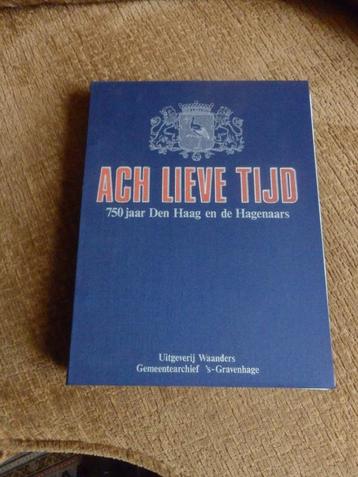 ACH LIEVE TIJD
750 jaar Den Haag en de Hagenaars
Uitgeverij Waanders
Gemeentearchief 's-Gravenhage